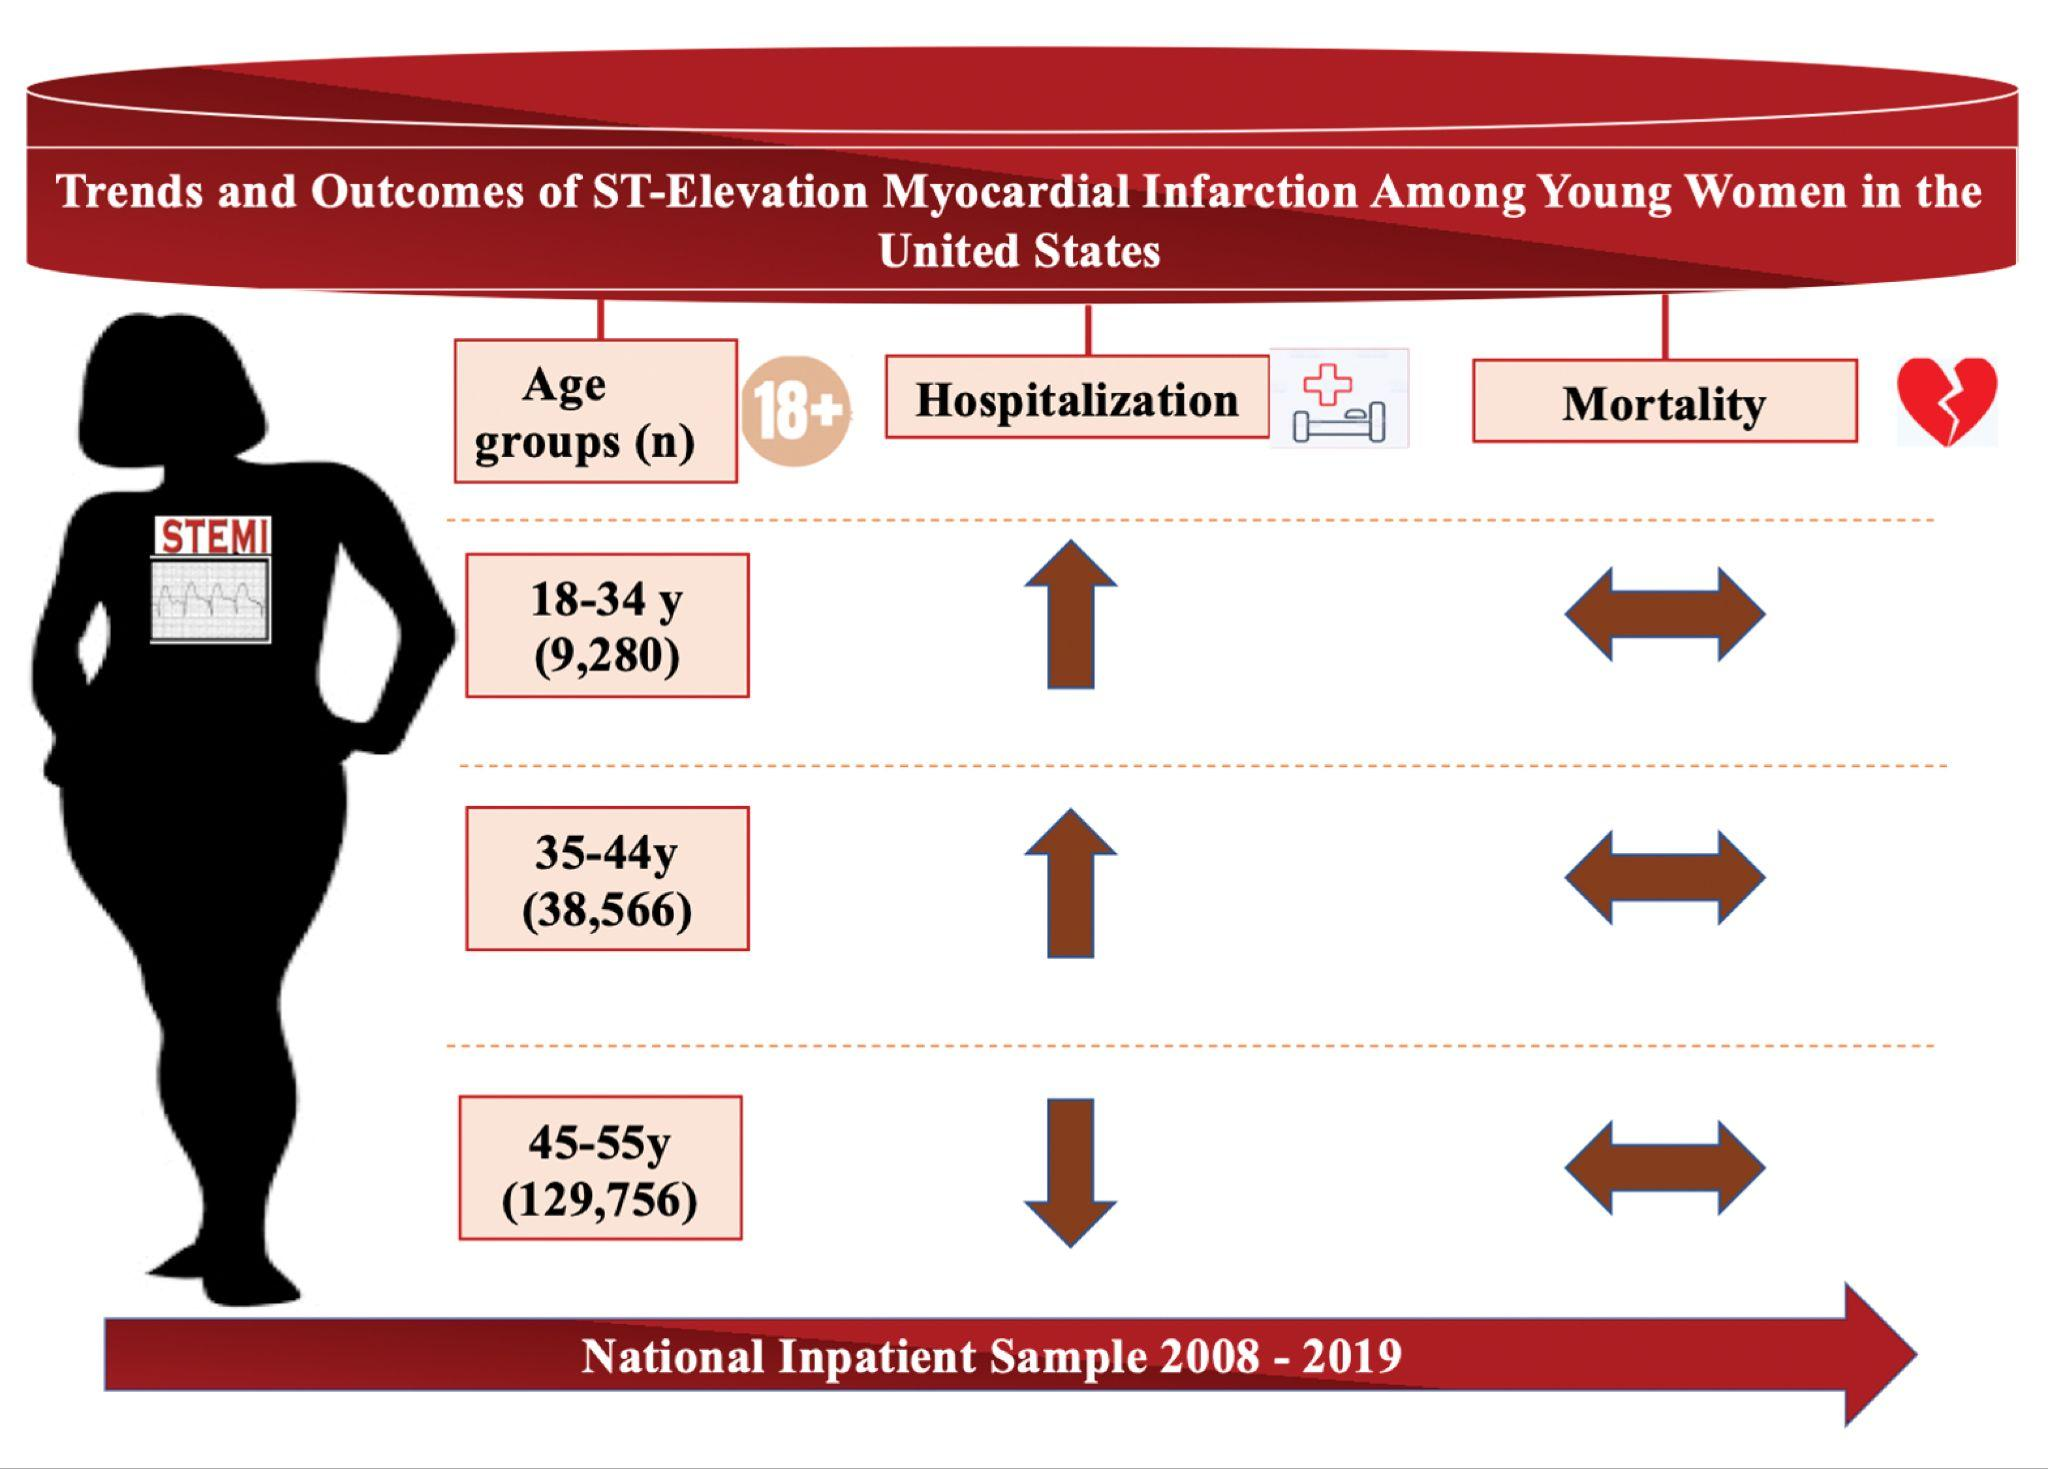 Trends and Outcomes of ST-Elevation Myocardial Infarction Among Young Women in the
United States
Age
groups (n)
18+
Hospitalization
Mortality
STEMI
18-34 y
(9,280)
35-44y
(38,566)
45-55y
(129,756)
National Inpatient Sample 2008 - 2019